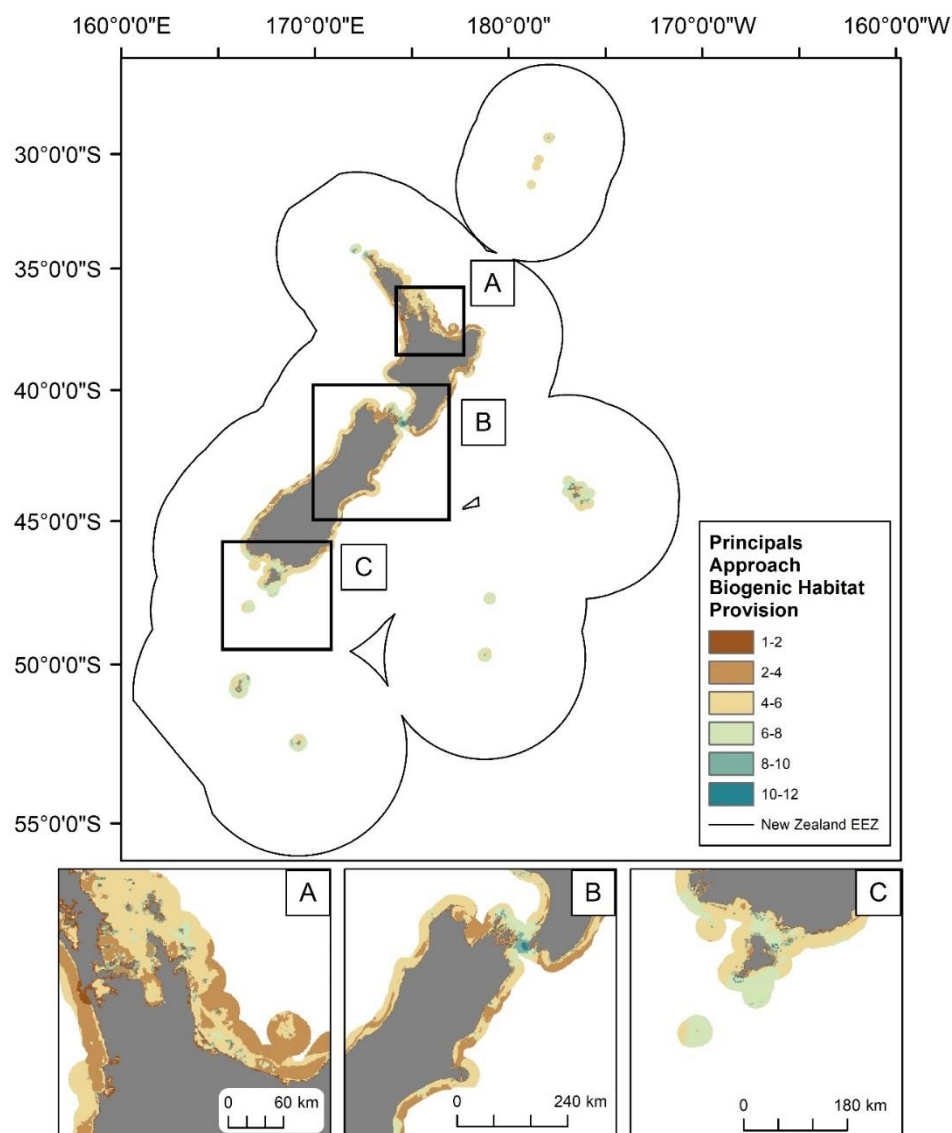 160°0'0"E 170°0'0"E 180°0'0" 170°0'0"W 160°0'0"W
30°0'0"S
35°0'0"S
40°0'0"S
45°0'0"S
50°0'0"S
55°0'0"S
A
B
C
Principals
Approach
Biogenic Habitat
Provision
1-2
2-4
4-6
6-8
8-10
10-12
New Zealand EEZ
A
0 60 km
B
0 240 km
C
0 180 km